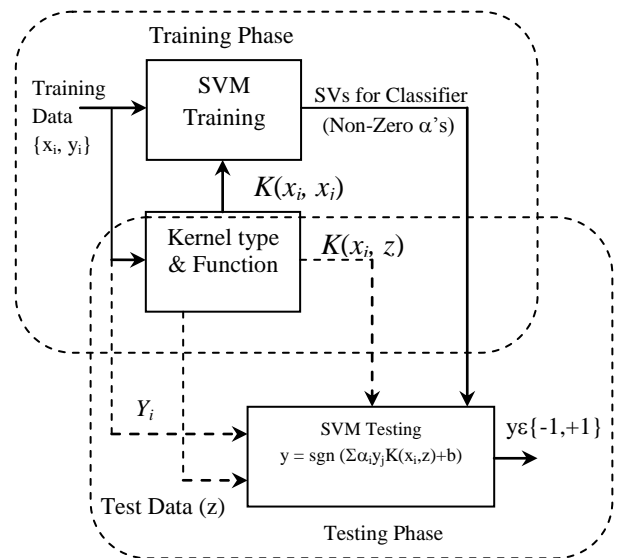 Training Phase
Training
Data
{xi, yi}
SVM
Training
SVs for Classifier
(Non-Zero α's)
K(xi, xi)
Kernel type
& Function
K(xi, z)
Yi
SVM Testing
y = sgn (ΣαiyjK(xi,z)+b)
yε{-1,+1}
Test Data (z)
Testing Phase